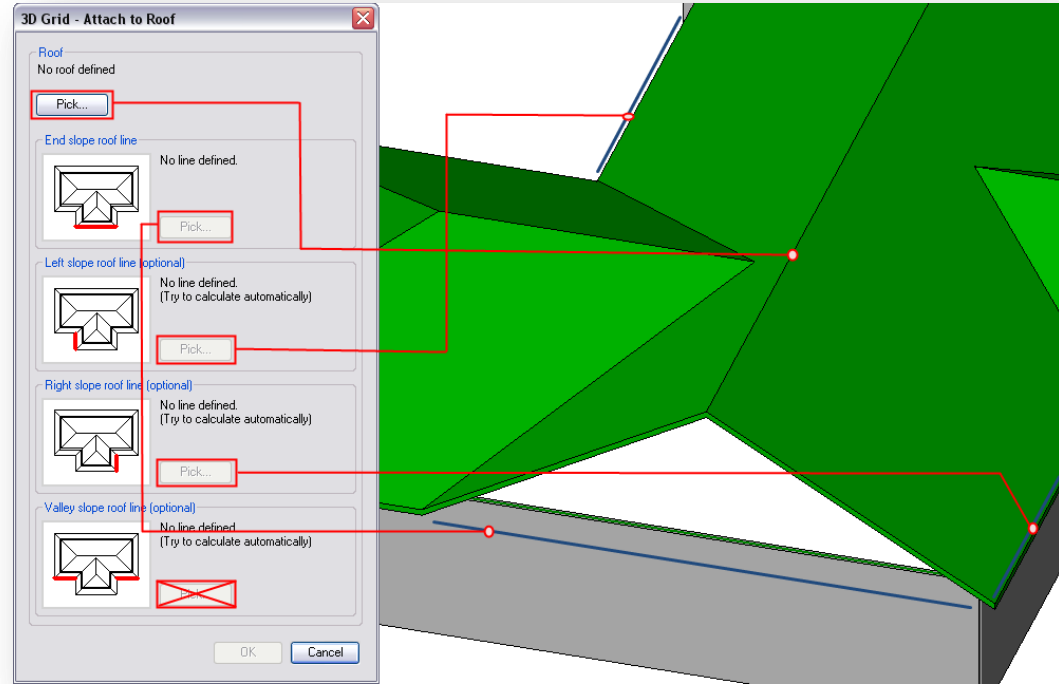 3D Grid - Attach to Roof
Roof
No roof defined
Pick...
End slope roof line
No line defined.
Pick...
Left slope roof line (optional)
No line defined.
(Try to calculate automatically)
Pick...
Right slope roof line (optional)
No line defined.
(Try to calculate automatically)
Pick...
Valley slope roof line (optional)
No line defined.
(Try to calculate automatically)
Pick...
OK
Cancel